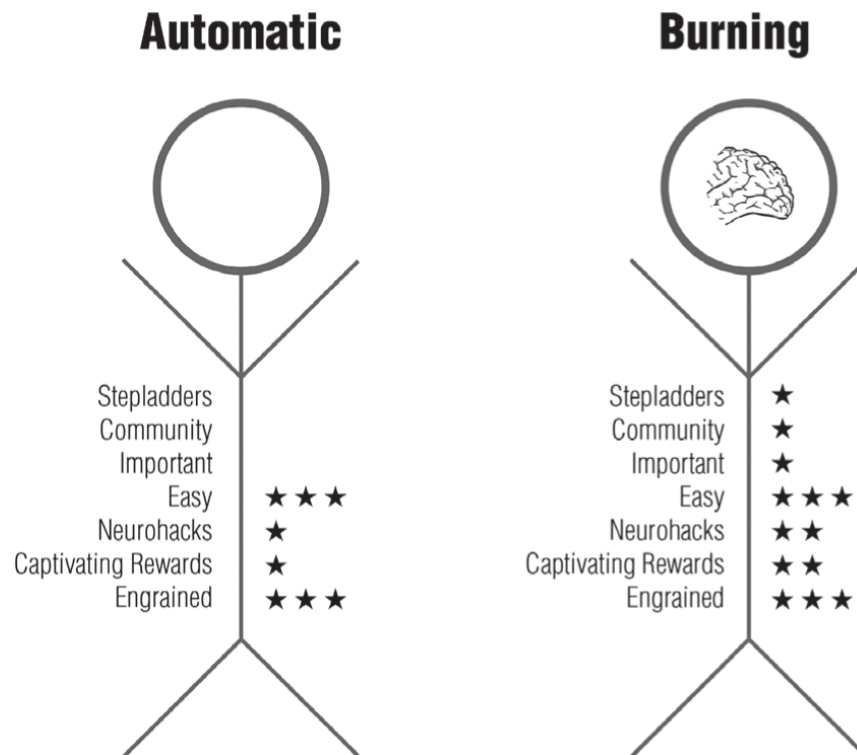 Automatic
Stepladders
Community
Important
Easy ★ ★ ★
Neurohacks ★
Captivating Rewards ★
Engrained ★ ★ ★
Burning
Stepladders ★
Community ★
Important ★
Easy ★ ★ ★
Neurohacks ★ ★
Captivating Rewards ★ ★
Engrained ★ ★ ★